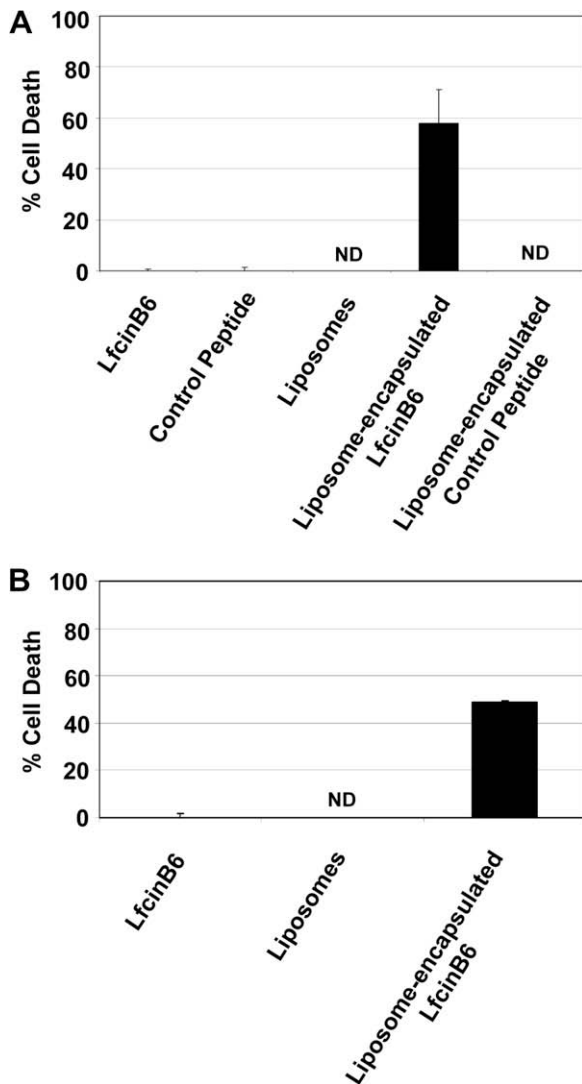 A
% Cell Death
100
80
60
40
20
0
ND
ND
LfcinB6
Control Peptide
Liposomes
Liposome-encapsulated
LfcinB6
Liposome-encapsulated
Control Peptide
B
% Cell Death
100
80
60
40
20
0
ND
LfcinB6
Liposomes
Liposome-encapsulated
LfcinB6